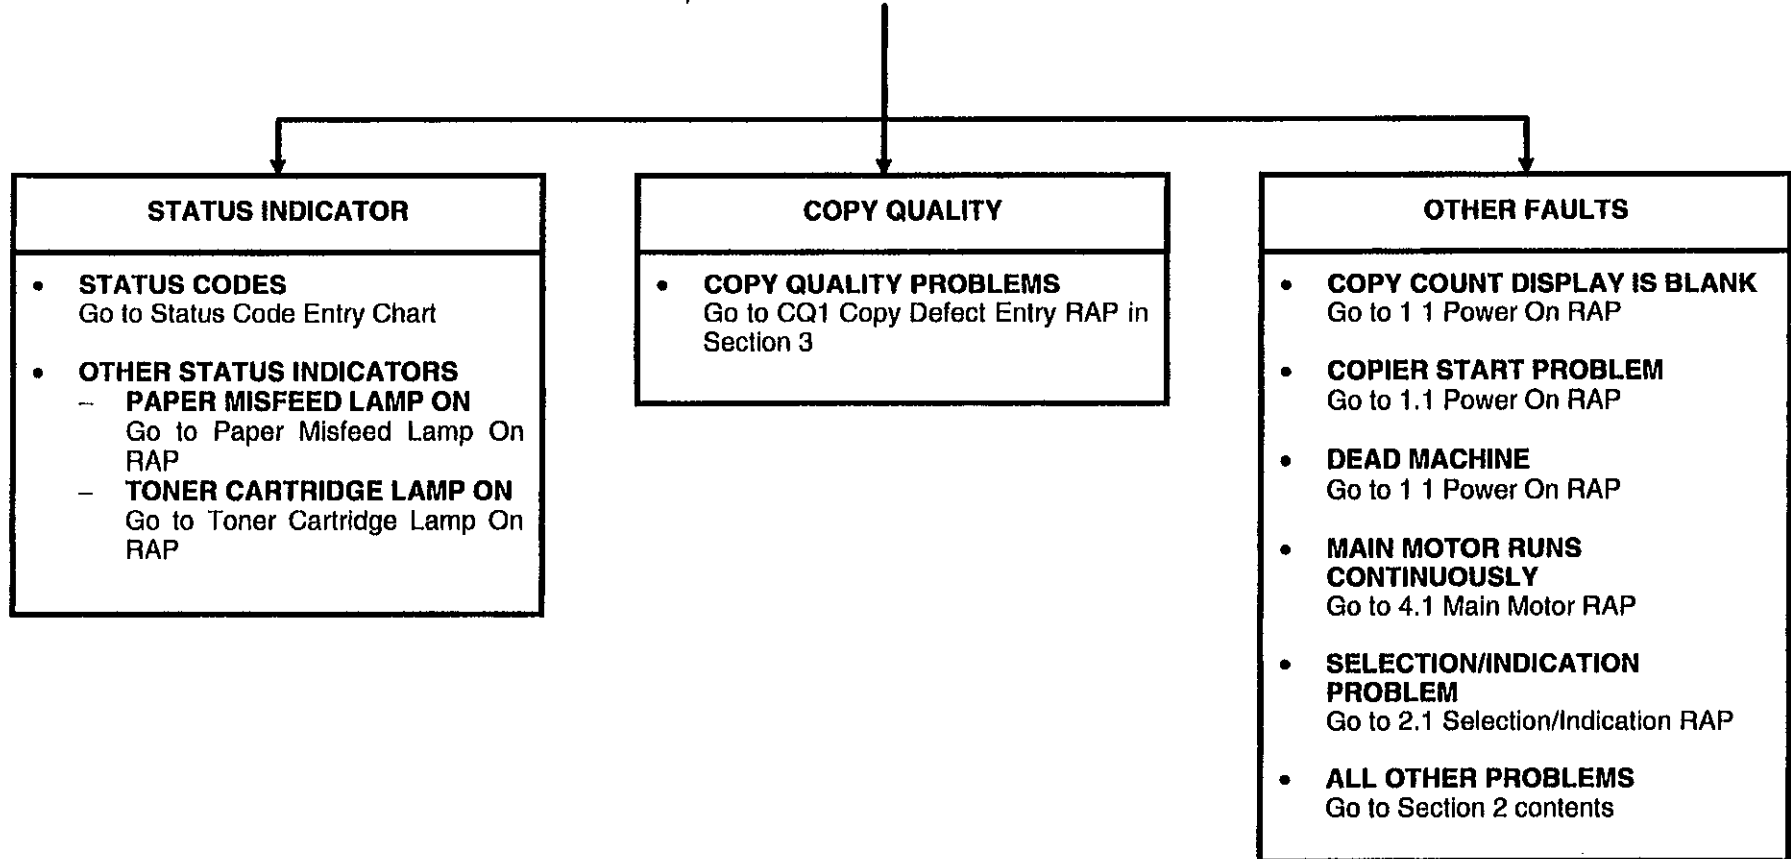 STATUS INDICATOR
• STATUS CODES
Go to Status Code Entry Chart
• OTHER STATUS INDICATORS
– PAPER MISFEED LAMP ON
Go to Paper Misfeed Lamp On
RAP
– TONER CARTRIDGE LAMP ON
Go to Toner Cartridge Lamp On
RAP
COPY QUALITY
• COPY QUALITY PROBLEMS
Go to CQ1 Copy Defect Entry RAP in
Section 3
OTHER FAULTS
• COPY COUNT DISPLAY IS BLANK
Go to 1 1 Power On RAP
• COPIER START PROBLEM
Go to 1.1 Power On RAP
• DEAD MACHINE
Go to 1 1 Power On RAP
• MAIN MOTOR RUNS
CONTINUOUSLY
Go to 4.1 Main Motor RAP
• SELECTION/INDICATION
PROBLEM
Go to 2.1 Selection/Indication RAP
• ALL OTHER PROBLEMS
Go to Section 2 contents